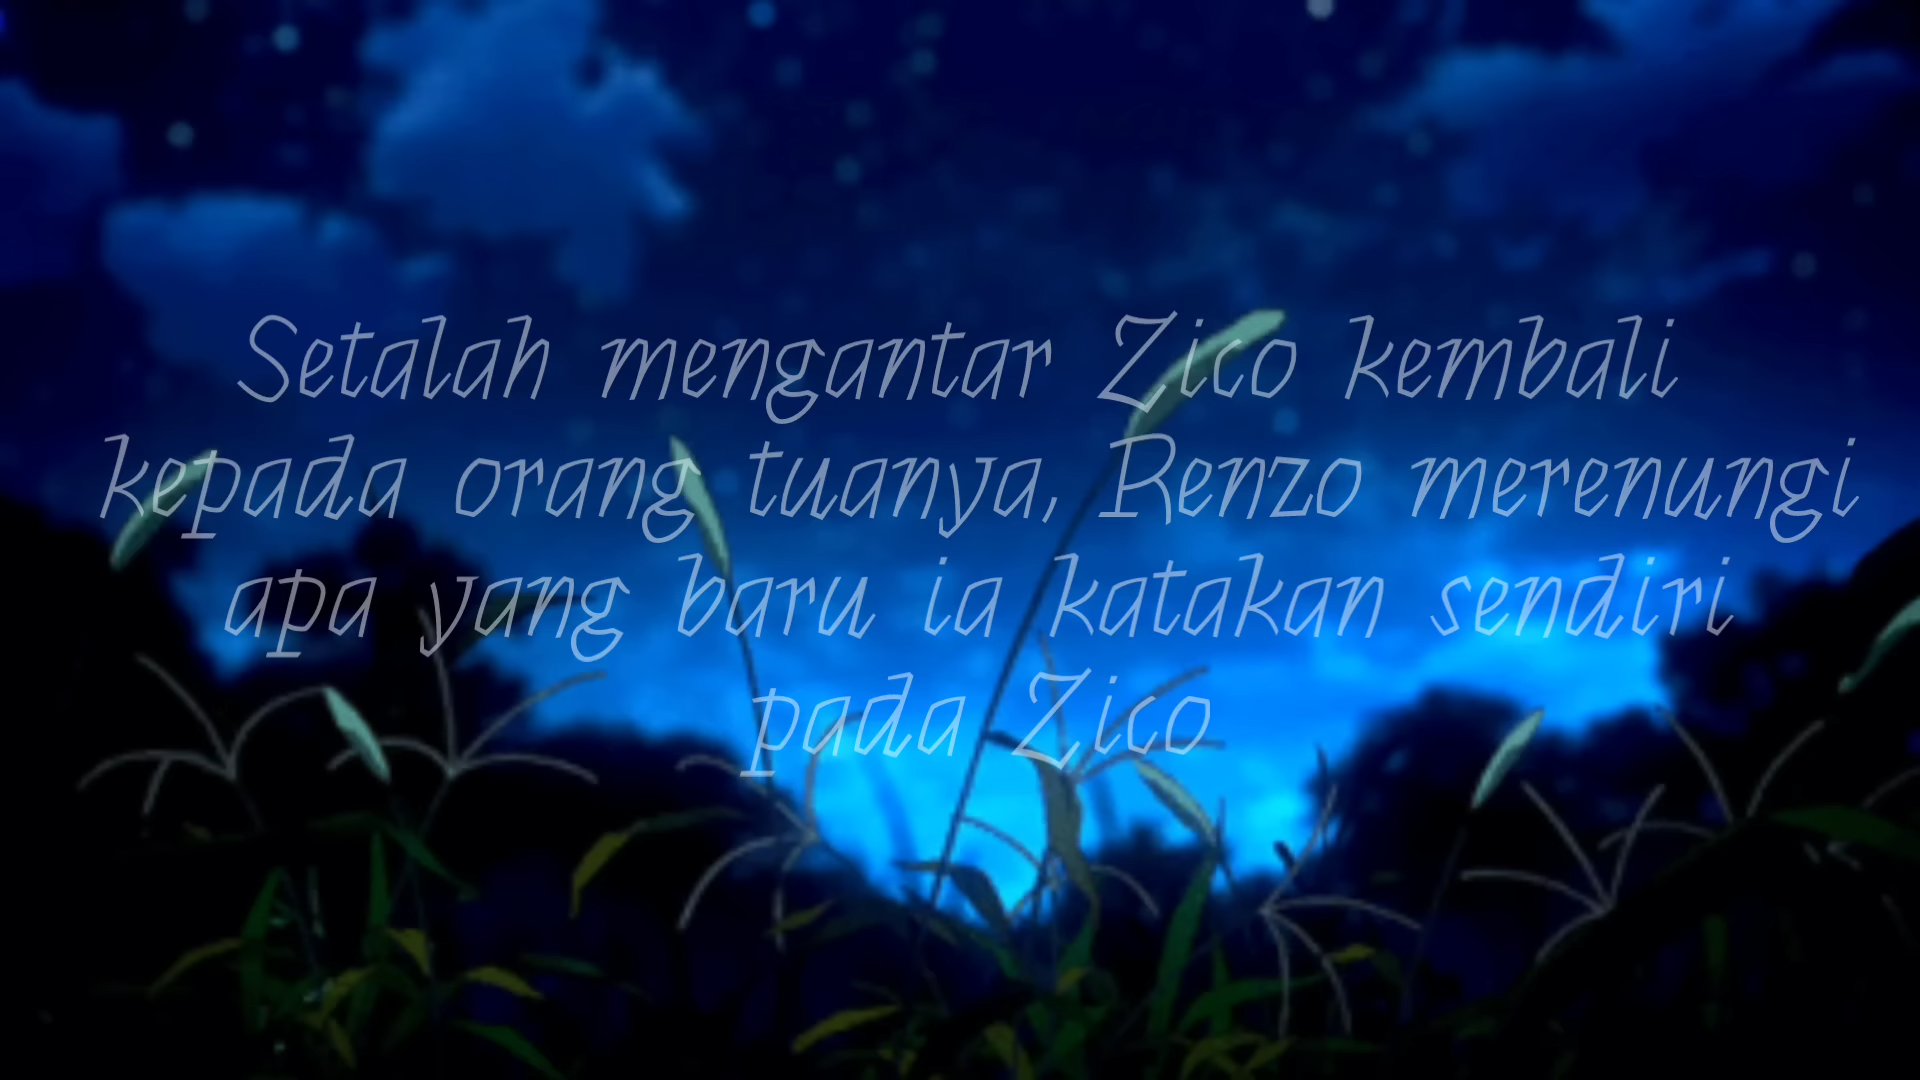 Setalah mengantar Zico kembali
kepada orang tuanya, Renzo merenungi
apa yang baru ia katakan sendiri
pada Zico